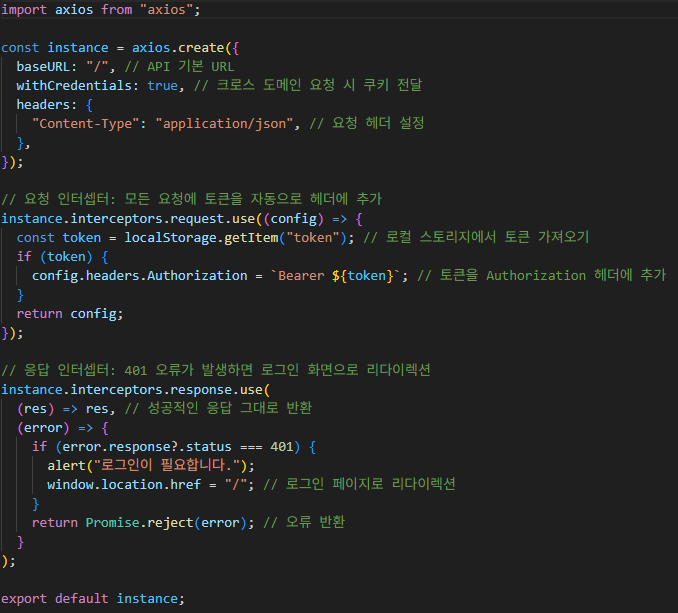 import axios from "axios";

const instance = axios.create({
  baseURL: "/", // API 기본 URL
  withCredentials: true, // 크로스 도메인 요청 시 쿠키 전달
  headers: {
    "Content-Type": "application/json", // 요청 헤더 설정
  },
});

// 요청 인터셉터: 모든 요청에 토큰을 자동으로 헤더에 추가
instance.interceptors.request.use((config) => {
  const token = localStorage.getItem("token"); // 로컬 스토리지에서 토큰 가져오기
  if (token) {
    config.headers.Authorization = `Bearer ${token}`; // 토큰을 Authorization 헤더에 추가
  }
  return config;
});

// 응답 인터셉터: 401 오류가 발생하면 로그인 화면으로 리다이렉션
instance.interceptors.response.use(
  (res) => res, // 성공적인 응답 그대로 반환
  (error) => {
    if (error.response?.status === 401) {
      alert("로그인이 필요합니다.");
      window.location.href = "/"; // 로그인 페이지로 리다이렉션
    }
    return Promise.reject(error); // 오류 반환
  }
);

export default instance;